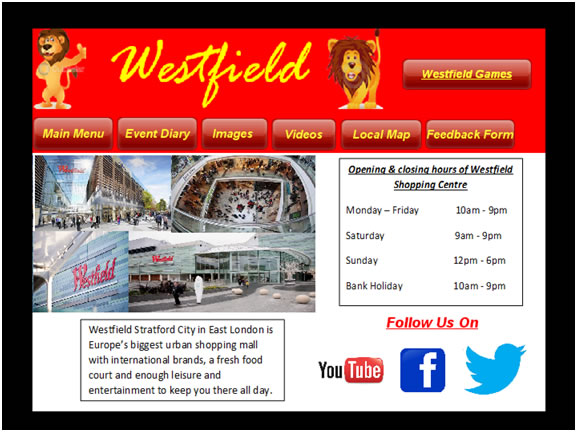 Westfield
Westfield Games
Main Menu
Event Diary
Images
Videos
Local Map
Feedback Form
Westfield
Westfield
Westfield
Opening & closing hours of Westfield
Shopping Centre
Monday – Friday 10am - 9pm
Saturday 9am - 9pm
Sunday 12pm - 6pm
Bank Holiday 10am - 9pm
Westfield Stratford City in East London is
Europe's biggest urban shopping mall
with international brands, a fresh food
court and enough leisure and
entertainment to keep you there all day.
Follow Us On
YouTube
f